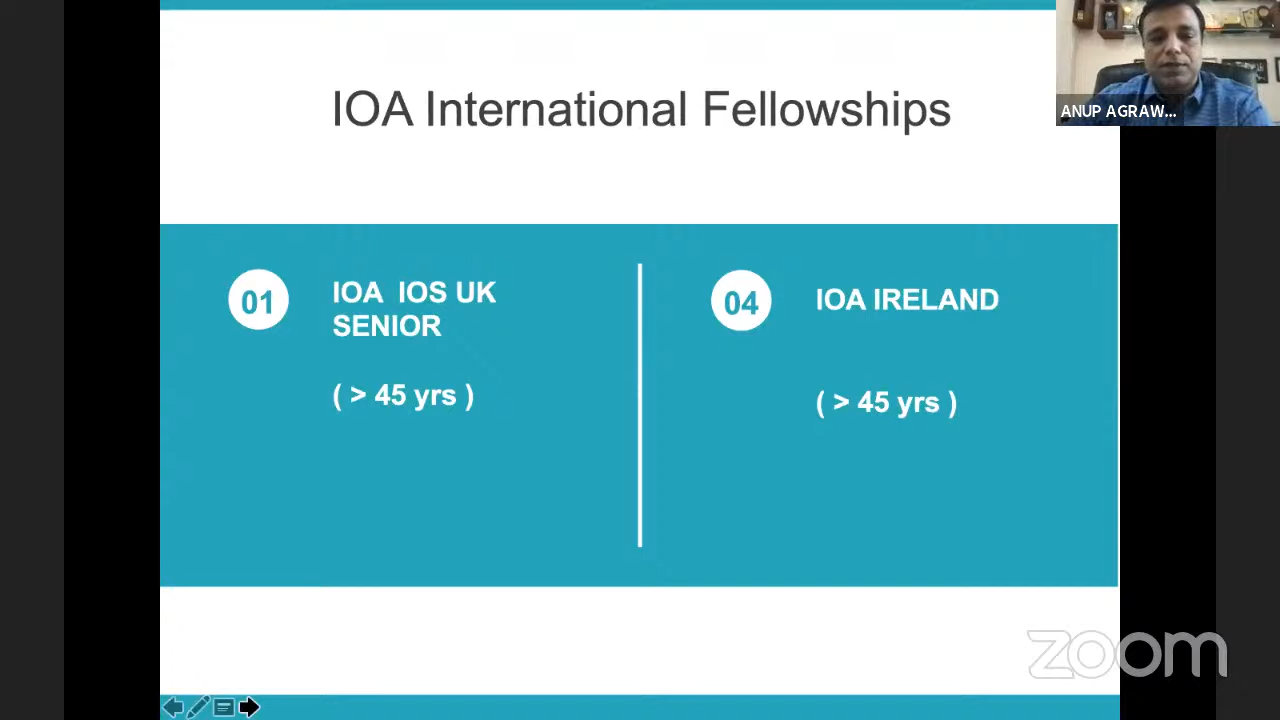 IOA International Fellowships
ANUP AGRAW...
01
IOA IOS UK
SENIOR
( > 45 yrs )
04
IOA IRELAND
( > 45 yrs )
zoom